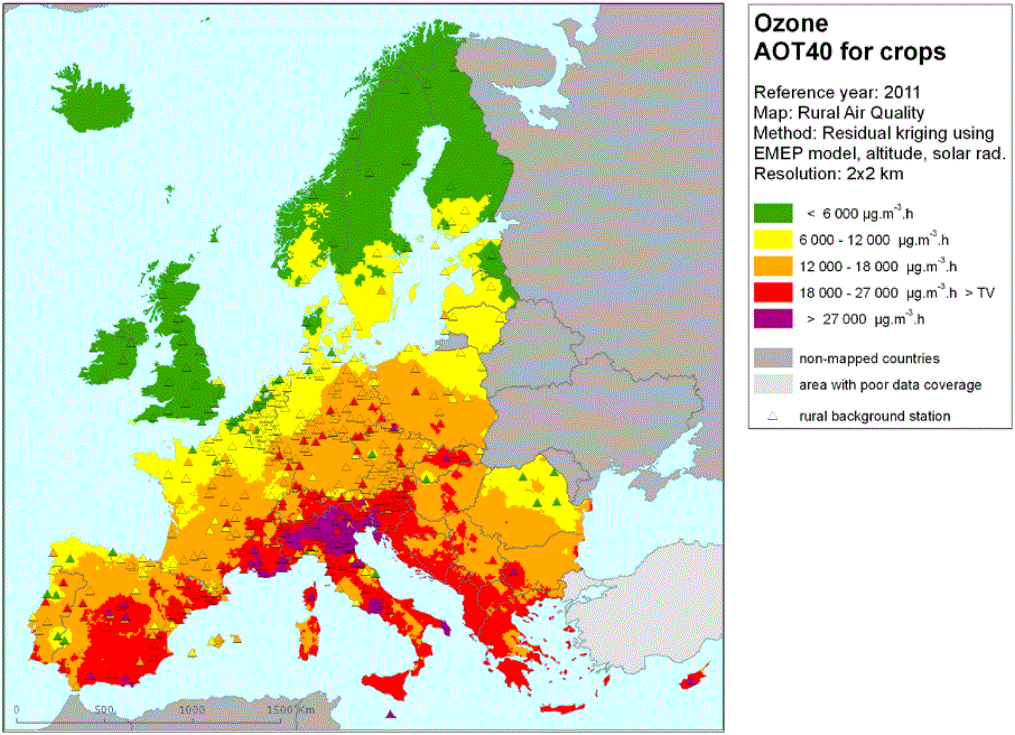 Ozone
AOT40 for crops
Reference year: 2011
Map: Rural Air Quality
Method: Residual kriging using
EMEP model, altitude, solar rad.
Resolution: 2x2 km
< 6 000 µg.m⁻³.h
6 000 - 12 000 µg.m⁻³.h
12 000 - 18 000 µg.m⁻³.h
18 000 - 27 000 µg.m⁻³.h > TV
> 27 000 µg.m⁻³.h
non-mapped countries
area with poor data coverage
rural background station
0 500 1000 1500 Km